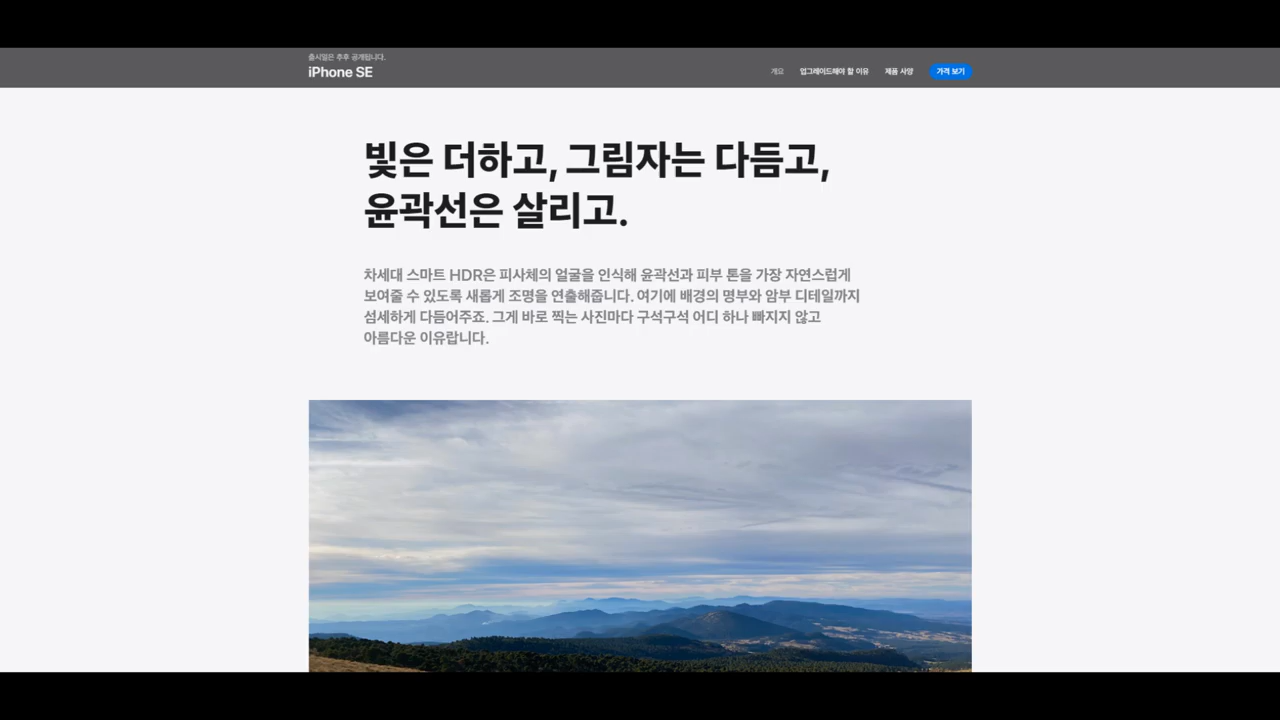 출시일은 추후 공개됩니다.
iPhone SE
개요 업그레이드해야 할 이유 제품 사양 가격 보기
빛은 더하고, 그림자는 다듬고,
윤곽선은 살리고.
차세대 스마트 HDR은 피사체의 얼굴을 인식해 윤곽선과 피부 톤을 가장 자연스럽게
보여줄 수 있도록 새롭게 조명을 연출해줍니다. 여기에 배경의 명부와 암부 디테일까지
섬세하게 다듬어주죠. 그게 바로 찍는 사진마다 구석구석 어디 하나 빠지지 않고
아름다운 이유랍니다.